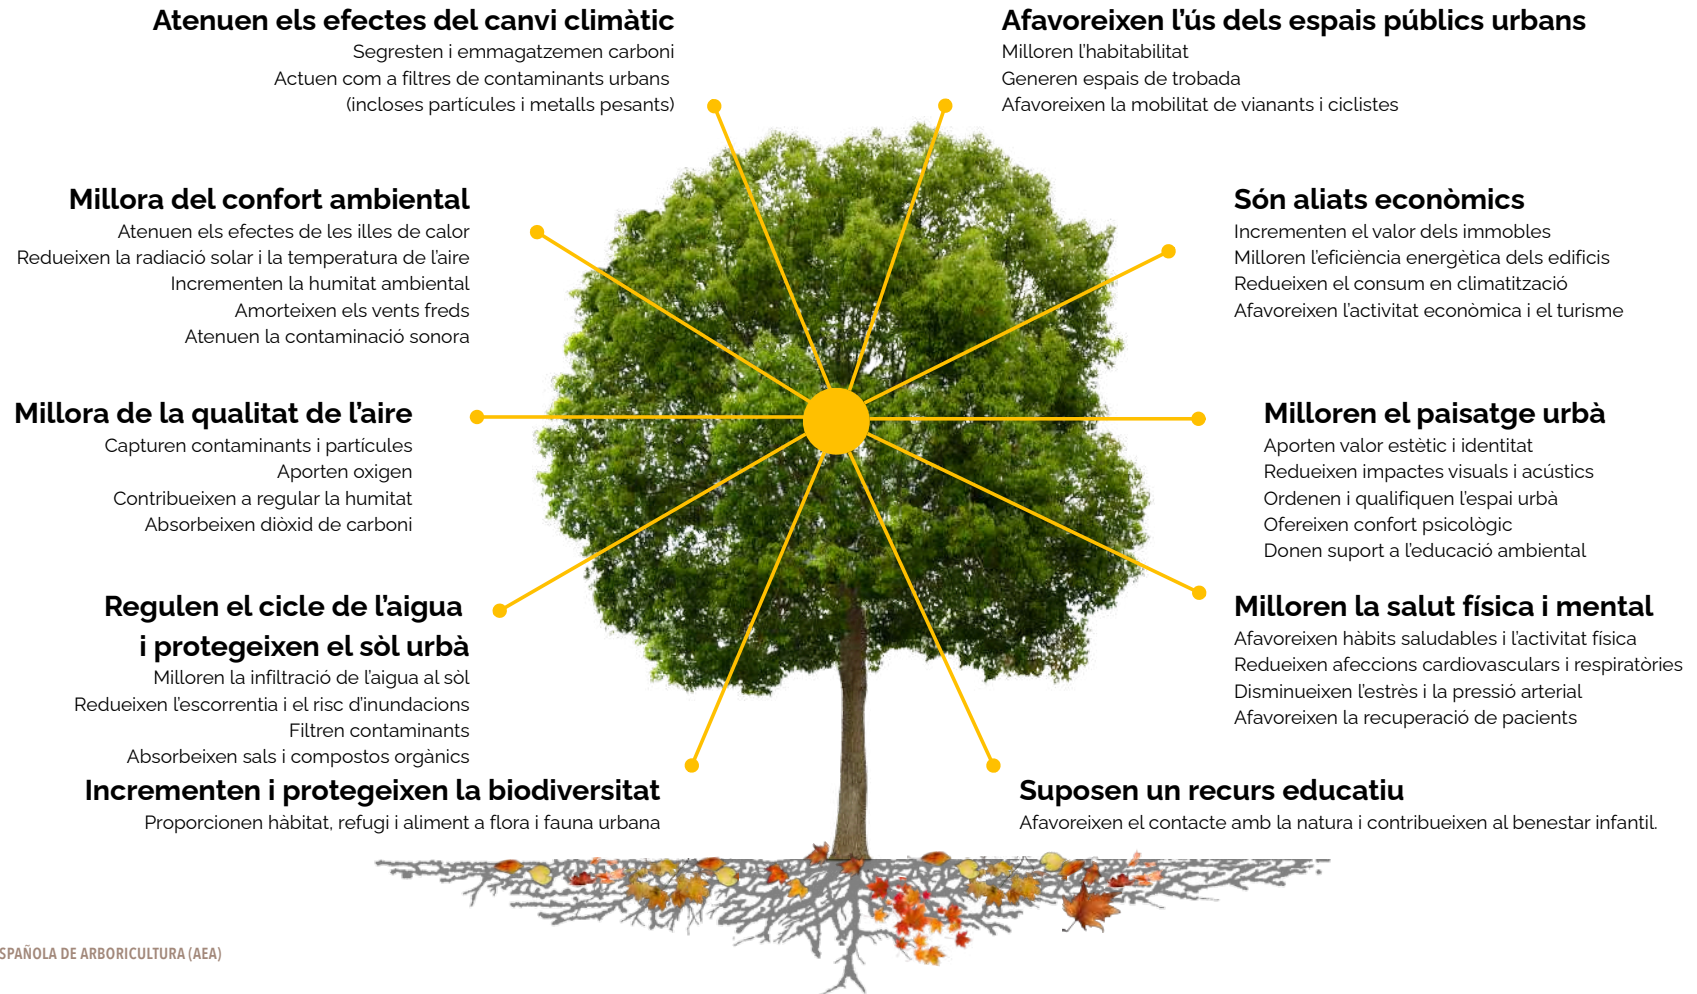 Atenuen els efectes del canvi climàtic
Segresten i emmagatzemen carboni
Actuen com a filtres de contaminants urbans
(incloses partícules i metalls pesants)
Millora del confort ambiental
Atenuen els efectes de les illes de calor
Redueixen la radiació solar i la temperatura de l’aire
Incrementen la humitat ambiental
Amorteixen els vents freds
Atenuen la contaminació sonora
Millora de la qualitat de l’aire
Capturen contaminants i partícules
Aporten oxigen
Contribueixen a regular la humitat
Absorbeixen diòxid de carboni
Regulen el cicle de l’aigua
i protegeixen el sòl urbà
Milloren la infiltració de l’aigua al sòl
Redueixen l’escorrentia i el risc d’inundacions
Filtren contaminants
Absorbeixen sals i compostos orgànics
Incrementen i protegeixen la biodiversitat
Proporcionen hàbitat, refugi i aliment a flora i fauna urbana
Afavoreixen l’ús dels espais públics urbans
Milloren l’habitabilitat
Generen espais de trobada
Afavoreixen la mobilitat de vianants i ciclistes
Són aliats econòmics
Incrementen el valor dels immobles
Milloren l’eficiència energètica dels edificis
Redueixen el consum en climatització
Afavoreixen l’activitat econòmica i el turisme
Milloren el paisatge urbà
Aporten valor estètic i identitat
Redueixen impactes visuals i acústics
Ordenen i qualifiquen l’espai urbà
Ofereixen confort psicològic
Donen suport a l’educació ambiental
Milloren la salut física i mental
Afavoreixen hàbits saludables i l’activitat física
Redueixen afeccions cardiovasculars i respiratòries
Disminueixen l’estrès i la pressió arterial
Afavoreixen la recuperació de pacients
Suposen un recurs educatiu
Afavoreixen el contacte amb la natura i contribueixen al benestar infantil.
SPAÑOLA DE ARBORICULTURA (AEA)